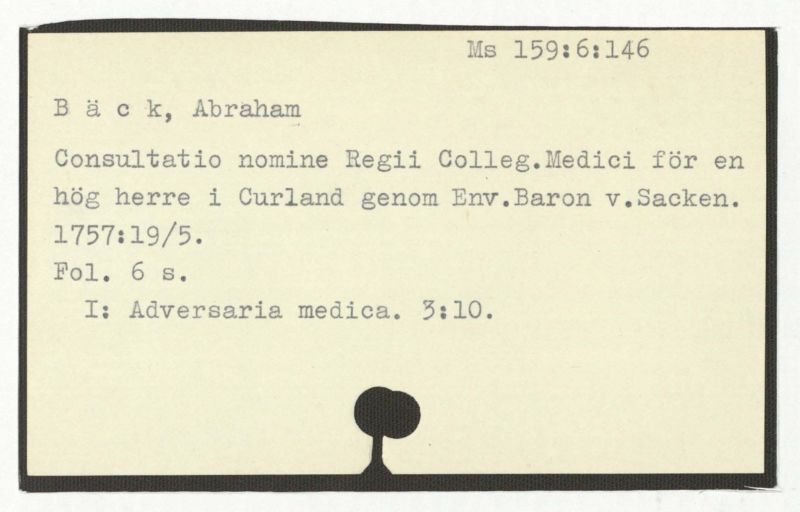 Ms 159:6:146
B ä c k, Abraham
Consultatio nomine Regii Colleg.Medici för en
hög herre i Curland genom Env.Baron v.Sacken.
1757:19/5.
Fol. 6 s.
I: Adversaria medica. 3:10.